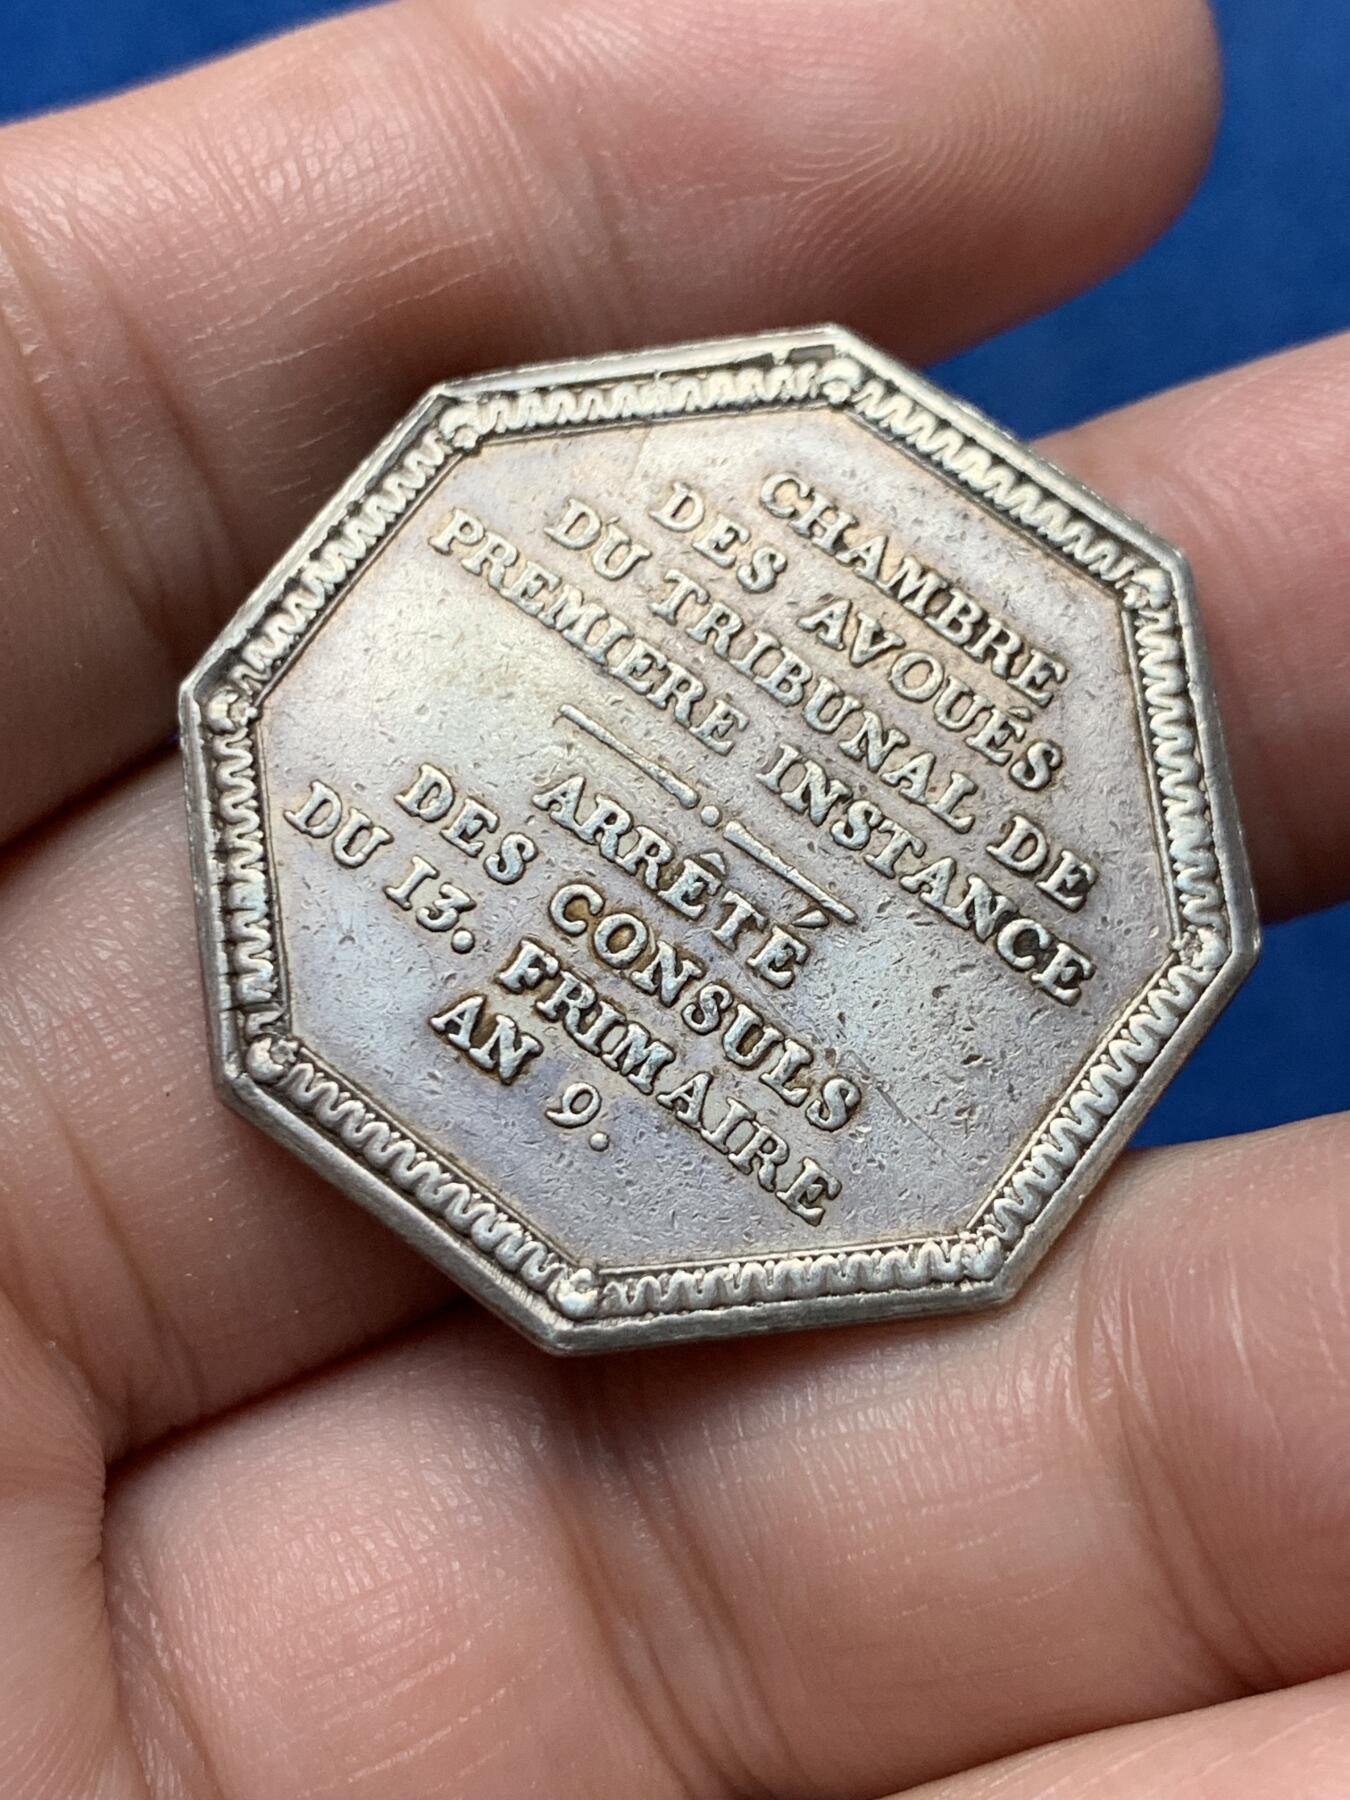 CHAMBRE
DES AVOUÉS
DU TRIBUNAL DE
PREMIERE INSTANCE
ARRÊTÉ
DES CONSULS
DU 13. FRIMAIRE
AN 9.